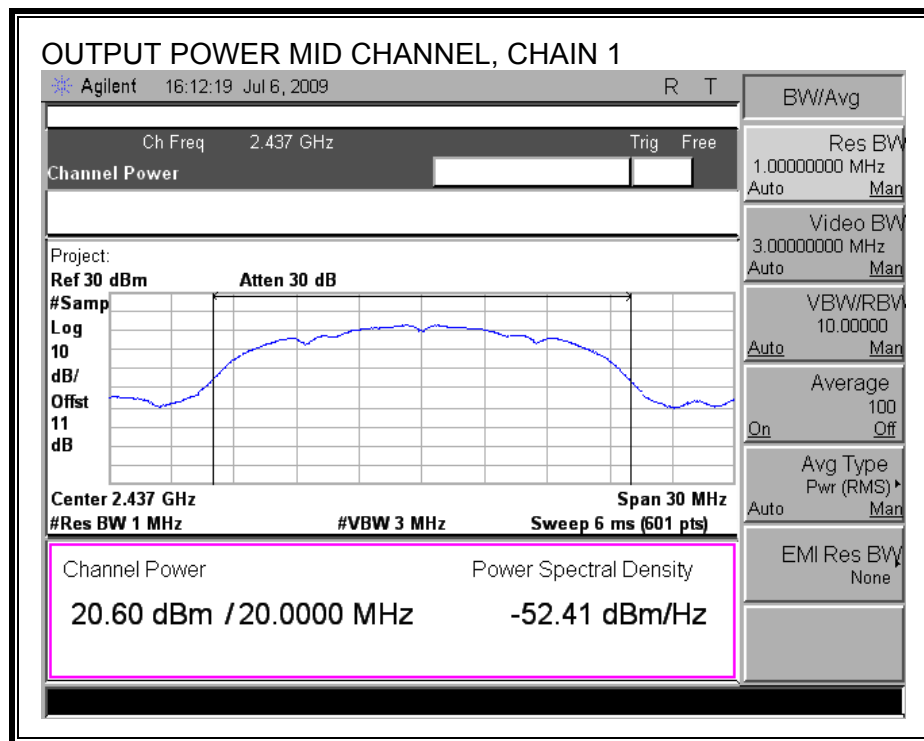 OUTPUT POWER MID CHANNEL, CHAIN 1
Agilent 16:12:19 Jul 6, 2009 R T
Ch Freq 2.437 GHz Trig Free
Channel Power
Project:
Ref 30 dBm Atten 30 dB
#Samp
Log
10
dB/
Offst
11
dB
Center 2.437 GHz Span 30 MHz
#Res BW 1 MHz #VBW 3 MHz Sweep 6 ms (601 pts)
Channel Power Power Spectral Density
20.60 dBm / 20.0000 MHz -52.41 dBm/Hz
BW/Avg
Res BW
1.00000000 MHz
Auto Man
Video BW
3.00000000 MHz
Auto Man
VBW/RBW
10.00000
Auto Man
Average
100
On Off
Avg Type
Pwr (RMS)
Auto Man
EMI Res BW
None